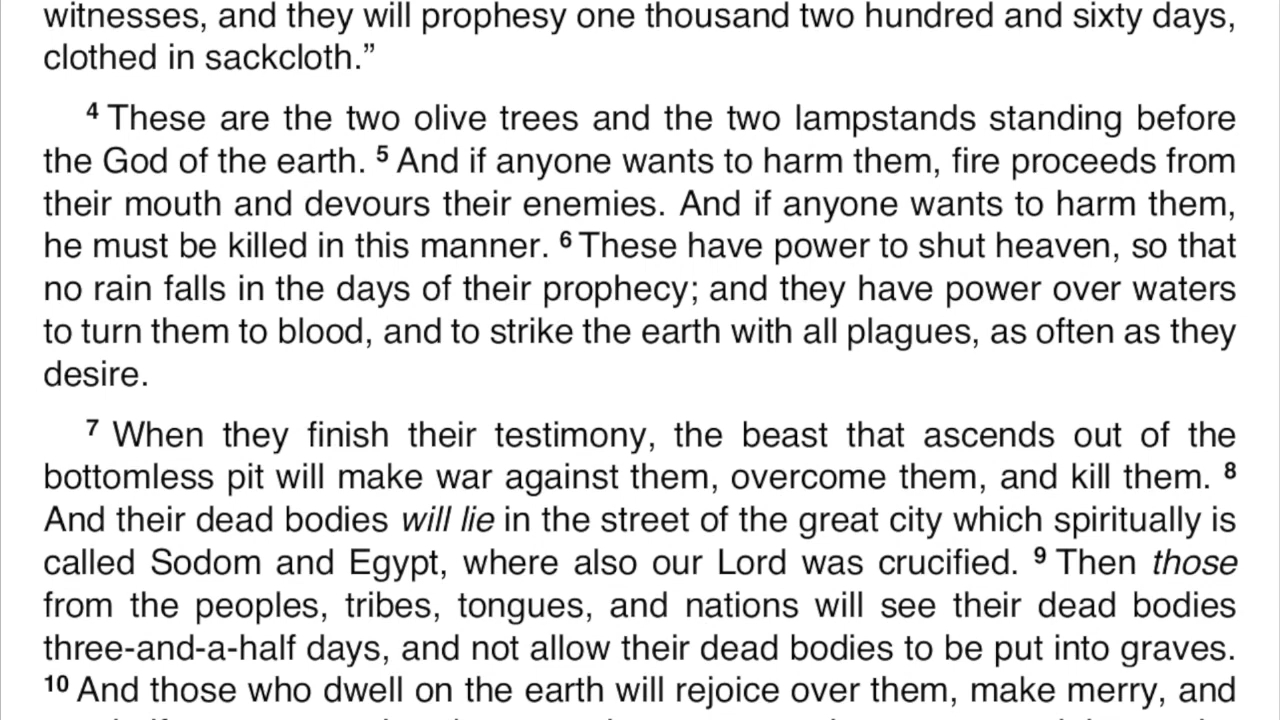 witnesses, and they will prophesy one thousand two hundred and sixty days,
clothed in sackcloth.”
4 These are the two olive trees and the two lampstands standing before
the God of the earth. 5 And if anyone wants to harm them, fire proceeds from
their mouth and devours their enemies. And if anyone wants to harm them,
he must be killed in this manner. 6 These have power to shut heaven, so that
no rain falls in the days of their prophecy; and they have power over waters
to turn them to blood, and to strike the earth with all plagues, as often as they
desire.
7 When they finish their testimony, the beast that ascends out of the
bottomless pit will make war against them, overcome them, and kill them. 8
And their dead bodies will lie in the street of the great city which spiritually is
called Sodom and Egypt, where also our Lord was crucified. 9 Then those
from the peoples, tribes, tongues, and nations will see their dead bodies
three-and-a-half days, and not allow their dead bodies to be put into graves.
10 And those who dwell on the earth will rejoice over them, make merry, and